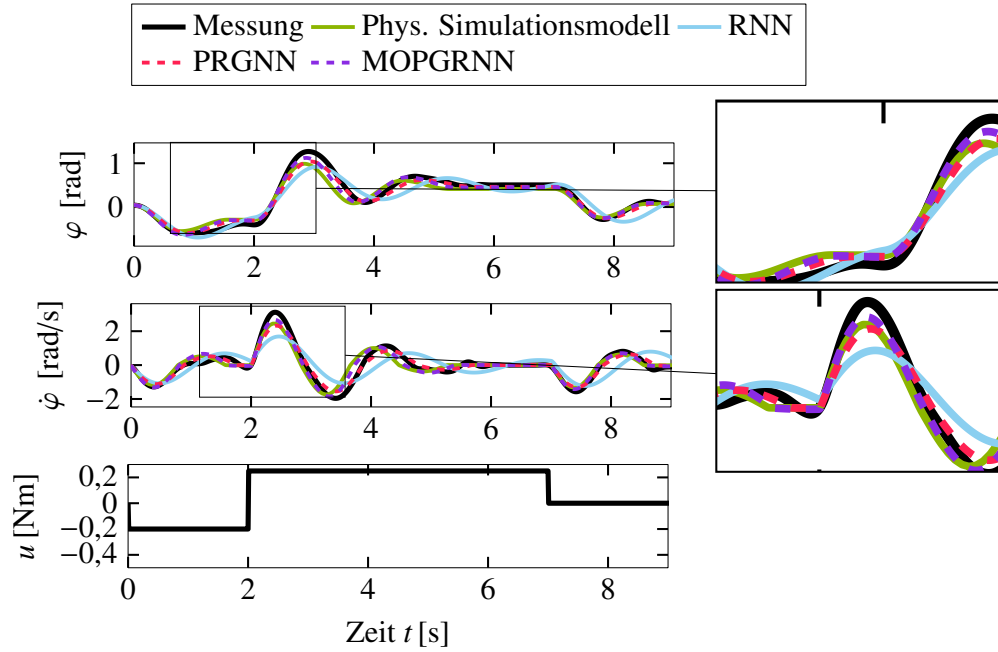 Messung Phys. Simulationsmodell RNN
PRGNN MOPGRNN
φ [rad]
1
0
0 2 4 6 8
φ̇ [rad/s]
2
0
−2
0 2 4 6 8
u [Nm]
0,2
0
−0,2
−0,4
0 2 4 6 8
Zeit t [s]